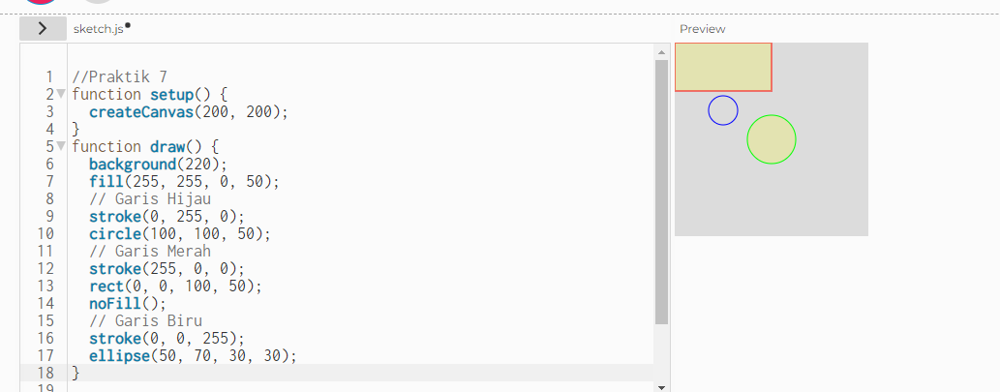 sketch.js
Preview
1 //Praktik 7
2 function setup() {
3   createCanvas(200, 200);
4 }
5 function draw() {
6   background(220);
7   fill(255, 255, 0, 50);
8   // Garis Hijau
9   stroke(0, 255, 0);
10   circle(100, 100, 50);
11   // Garis Merah
12   stroke(255, 0, 0);
13   rect(0, 0, 100, 50);
14   noFill();
15   // Garis Biru
16   stroke(0, 0, 255);
17   ellipse(50, 70, 30, 30);
18 }
19